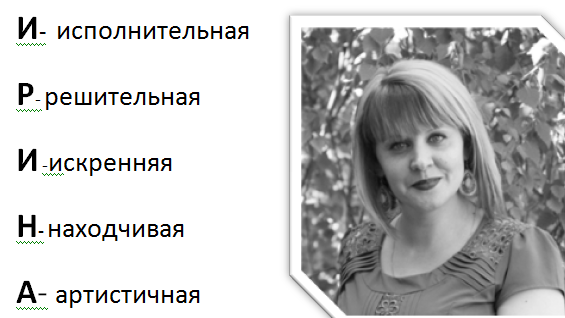 И- исполнительная
Р- решительная
И -искренняя
Н- находчивая
А- артистичная